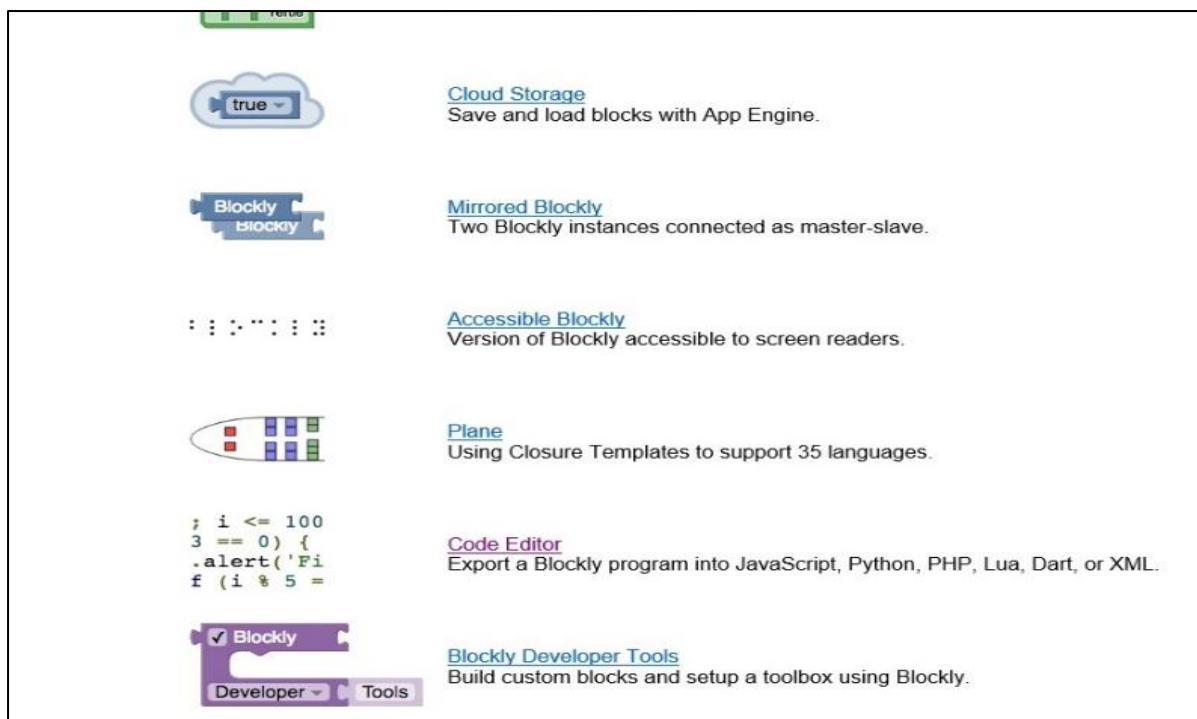 true
Cloud Storage
Save and load blocks with App Engine.
Blockly
Blockly
Mirrored Blockly
Two Blockly instances connected as master-slave.
Accessible Blockly
Version of Blockly accessible to screen readers.
Plane
Using Closure Templates to support 35 languages.
; i <= 100
3 == 0) {
.alert('Fi
f (i % 5 =
Code Editor
Export a Blockly program into JavaScript, Python, PHP, Lua, Dart, or XML.
Blockly
Developer Tools
Blockly Developer Tools
Build custom blocks and setup a toolbox using Blockly.